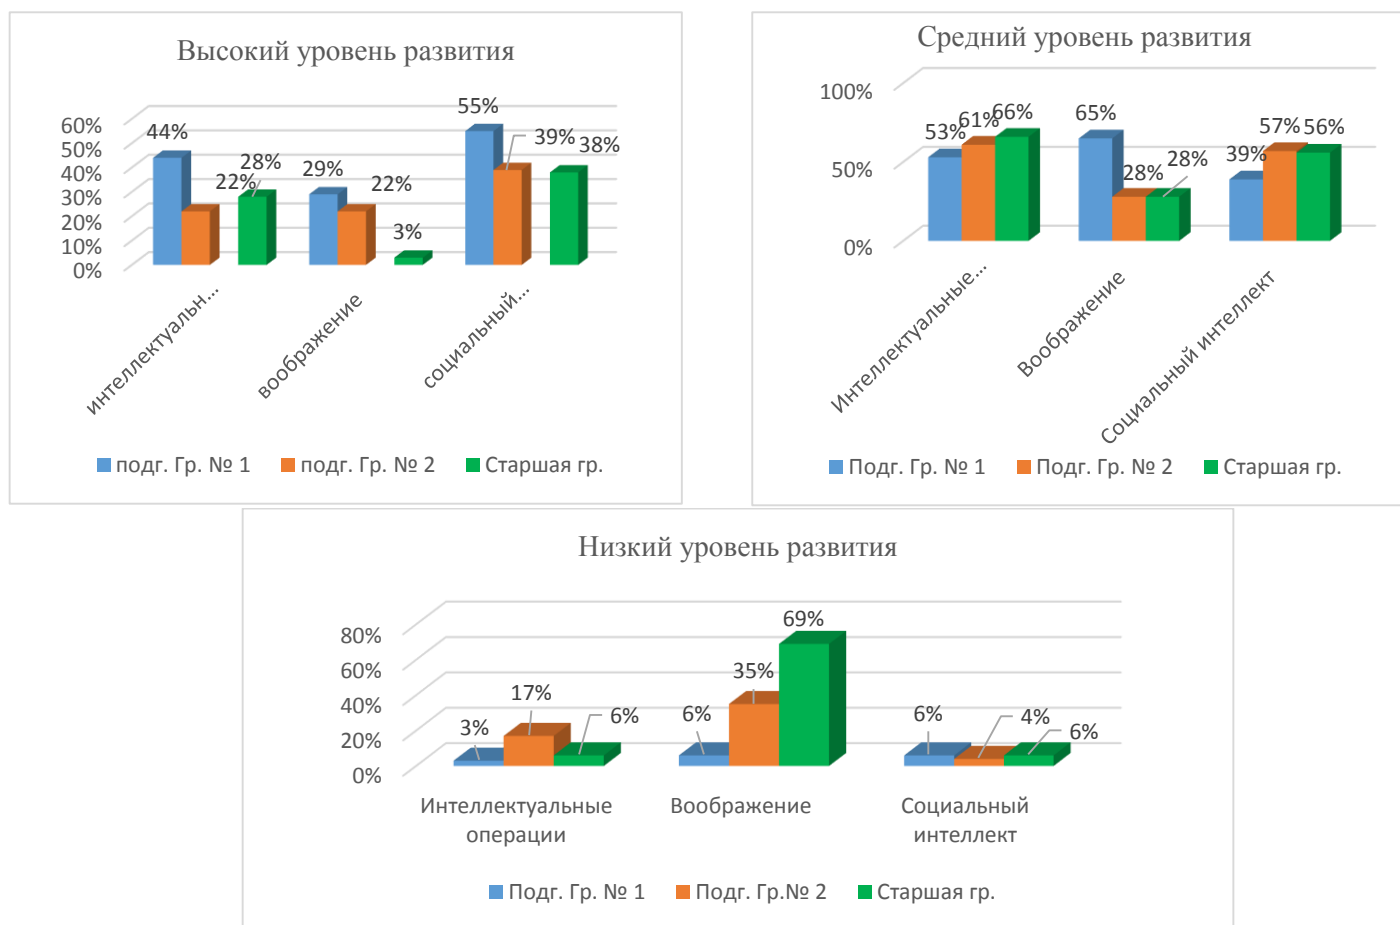 Высокий уровень развития
60%
50%
40%
30%
20%
10%
0%
44%
22%
28%
29%
22%
3%
55%
39%
38%
интеллектуальн...
воображение
социальный...
подг. Гр. № 1 подг. Гр. № 2 Старшая гр.
Средний уровень развития
100%
50%
0%
53%
61%
66%
65%
28%
28%
39%
57%
56%
Интеллектуальные...
Воображение
Социальный интеллект
Подг. Гр. № 1 Подг. Гр. № 2 Старшая гр.
Низкий уровень развития
80%
60%
40%
20%
0%
3%
17%
6%
6%
35%
69%
6%
4%
6%
Интеллектуальные
операции
Воображение
Социальный
интеллект
Подг. Гр. № 1 Подг. Гр.№ 2 Старшая гр.